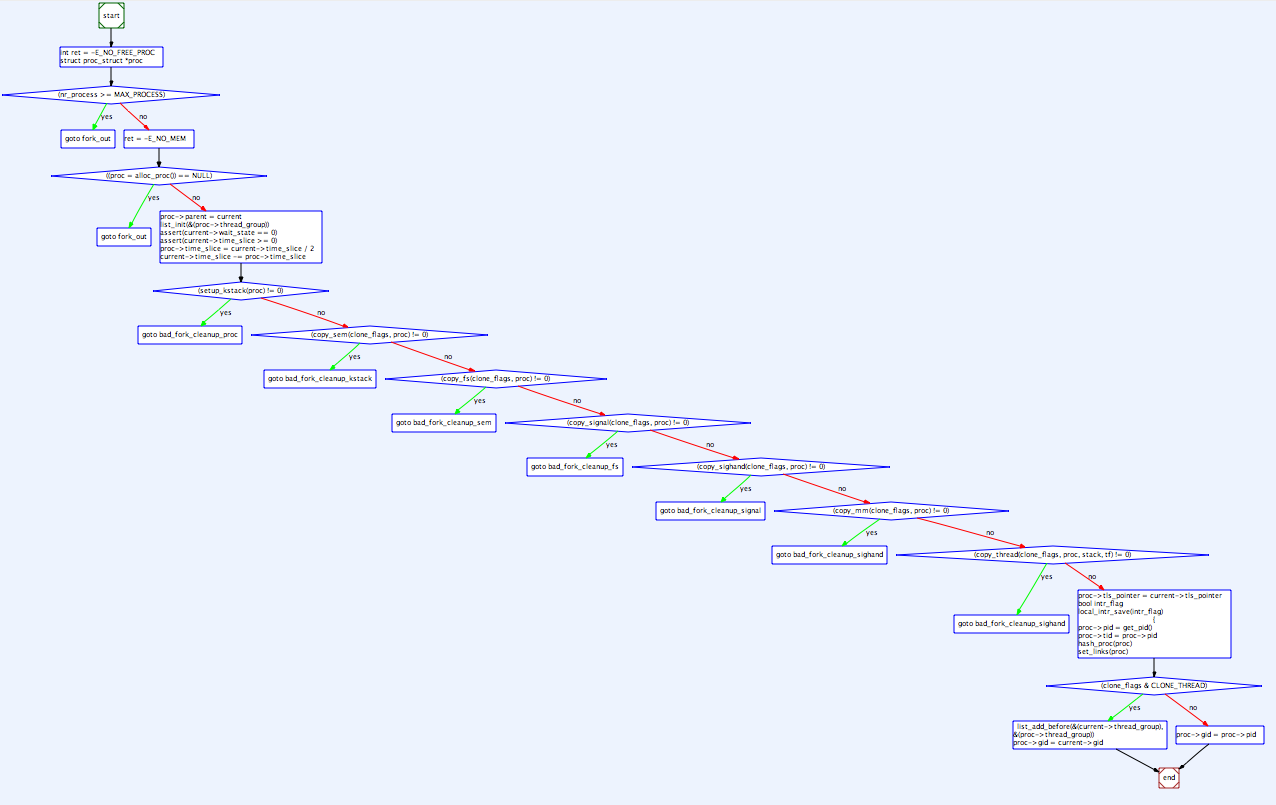 start
int ret = -E_NO_FREE_PROC
struct proc_struct *proc
(nr_process >= MAX_PROCESS)
yes
no
goto fork_out
ret = -E_NO_MEM
((proc = alloc_proc()) == NULL)
yes
no
goto fork_out
proc->parent = current
list_init(&(proc->thread_group))
assert(current->wait_state == 0)
assert(current->time_slice >= 0)
proc->time_slice = current->time_slice / 2
current->time_slice -= proc->time_slice
(setup_kstack(proc) != 0)
yes
no
goto bad_fork_cleanup_proc
(copy_sem(clone_flags, proc) != 0)
yes
no
goto bad_fork_cleanup_kstack
(copy_fs(clone_flags, proc) != 0)
yes
no
goto bad_fork_cleanup_sem
(copy_signal(clone_flags, proc) != 0)
yes
no
goto bad_fork_cleanup_fs
(copy_sighand(clone_flags, proc) != 0)
yes
no
goto bad_fork_cleanup_signal
(copy_mm(clone_flags, proc) != 0)
yes
no
goto bad_fork_cleanup_sighand
(copy_thread(clone_flags, proc, stack, tf) != 0)
yes
no
goto bad_fork_cleanup_sighand
proc->tls_pointer = current->tls_pointer
bool intr_flag
local_intr_save(intr_flag)
{
proc->pid = get_pid()
proc->tid = proc->pid
hash_proc(proc)
set_links(proc)
(clone_flags & CLONE_THREAD)
yes
no
list_add_before(&(current->thread_group),
&(proc->thread_group))
proc->gid = current->gid
proc->gid = proc->pid
end